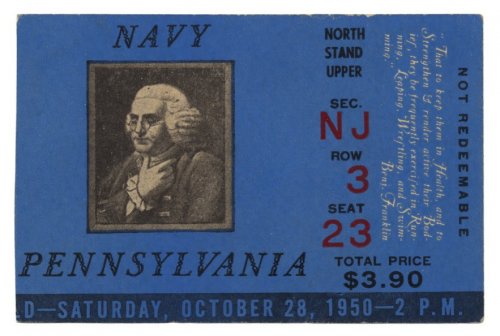 NAVY
PENNSYLVANIA
NORTH
STAND
UPPER
SEC.
NJ
ROW
3
SEAT
23
TOTAL PRICE
$3.90
"That to keep them in Health, and to
Strengthen & render active their Bod-
ies, they be frequently exercised in Run-
ning, Leaping, Wrestling, and Swim-
ming."
Benj. Franklin
NOT REDEEMABLE
D—SATURDAY, OCTOBER 28, 1950—2 P. M.